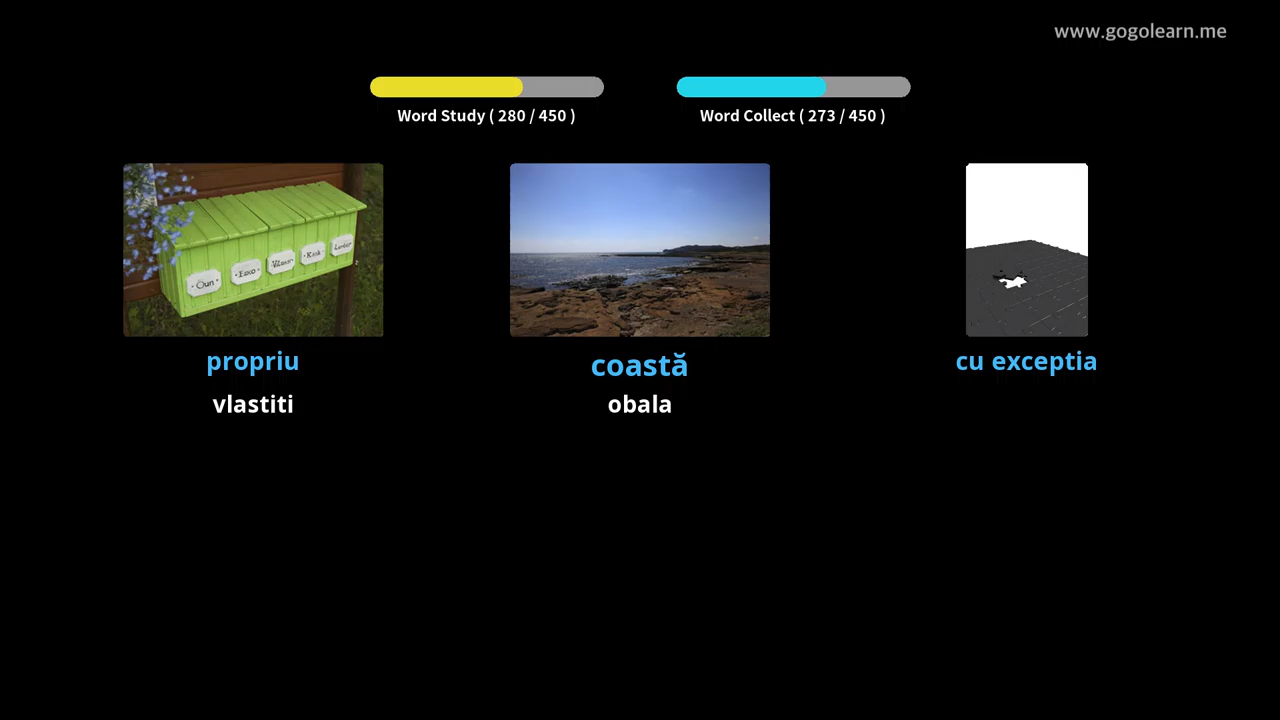 www.gogolearn.me
Word Study ( 280 / 450 )
Word Collect ( 273 / 450 )
propriu
coastă
cu exceptia
vlastiti
obala